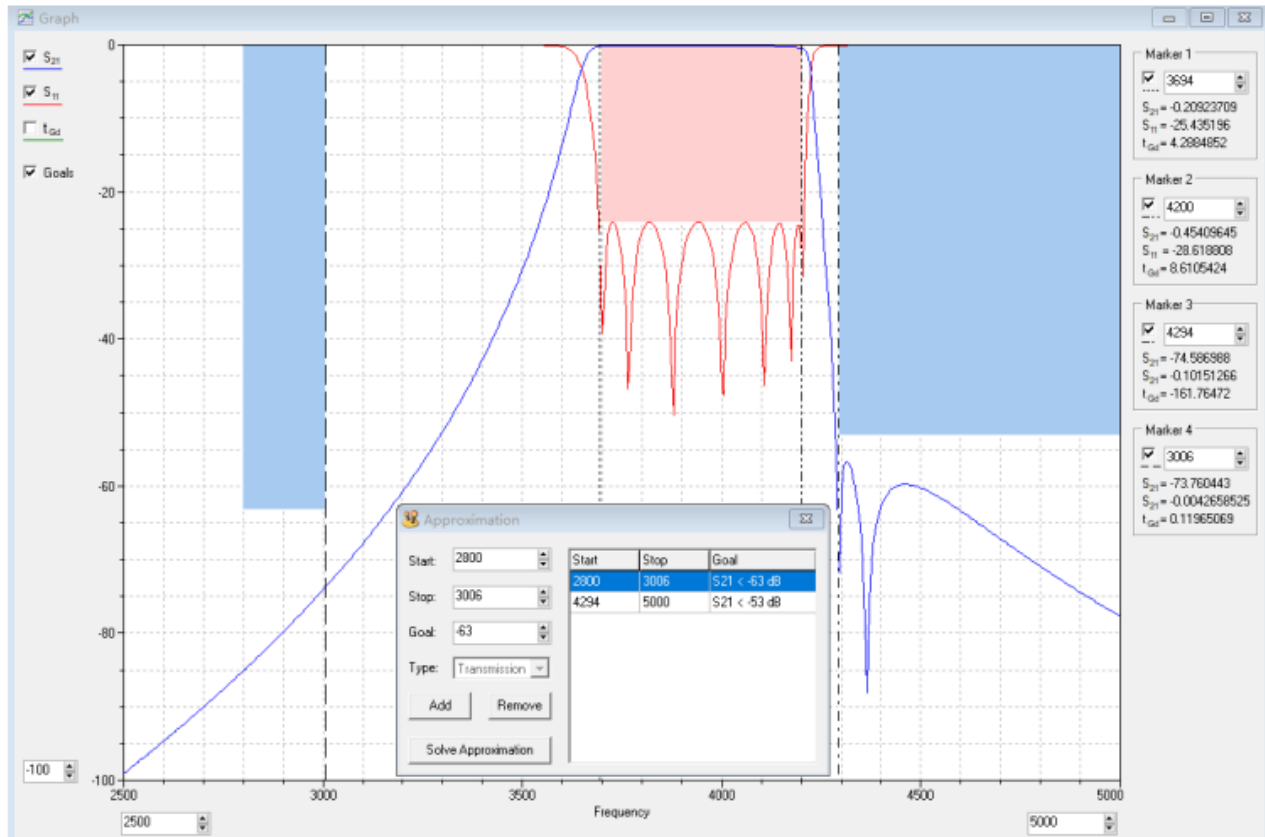 Graph
S21
S11
tGd
Goals
0
-20
-40
-60
-80
-100
-100
2500
3000
3500
4000
4500
5000
Frequency
2500
5000
Marker 1
3694
S21= -0.20923709
S11= -25.435196
tGd= 4.2884852
Marker 2
4200
S21= -0.45409645
S11= -28.618808
tGd= 8.6105424
Marker 3
4294
S21= -74.586988
S21= -0.10151266
tGd= -161.76472
Marker 4
3006
S21= -73.760443
S21= -0.0042658525
tGd= 0.11965069
Approximation
Start: 2800
Stop: 3006
Goal: -63
Type: Transmission
Add Remove
Solve Approximation
Start Stop Goal
2800 3006 S21 < -63 dB
4294 5000 S21 < -53 dB